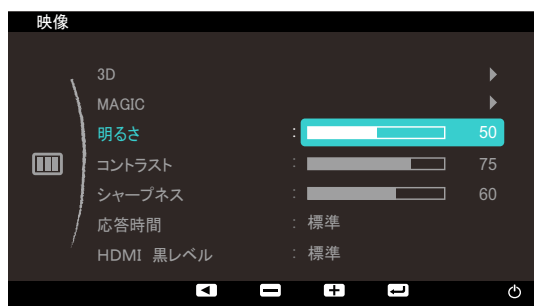 映像
3D
MAGIC
明るさ : 50
コントラスト : 75
シャープネス : 60
応答時間 : 標準
HDMI 黒レベル : 標準